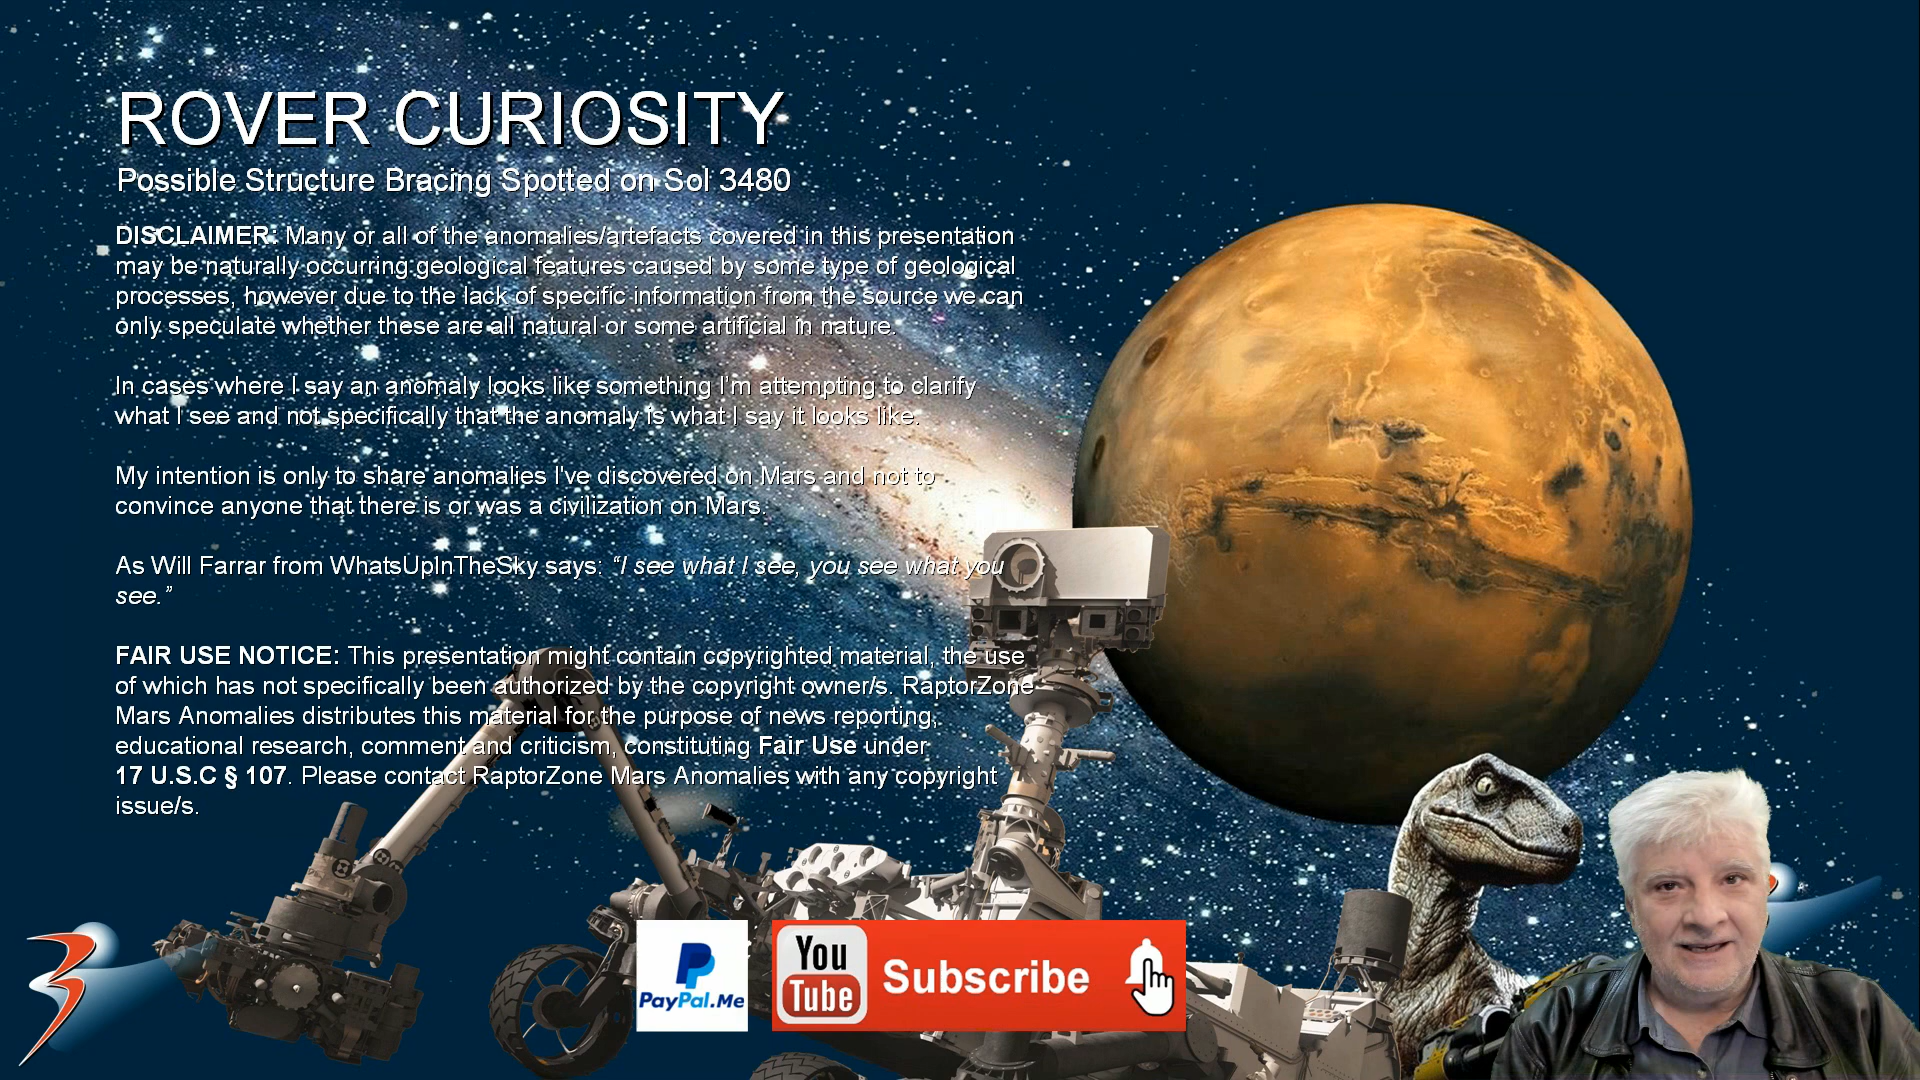 ROVER CURIOSITY
Possible Structure Bracing Spotted on Sol 3480
DISCLAIMER: Many or all of the anomalies/artefacts covered in this presentation
may be naturally occurring geological features caused by some type of geological
processes, however due to the lack of specific information from the source we can
only speculate whether these are all natural or some artificial in nature.
In cases where I say an anomaly looks like something I'm attempting to clarify
what I see and not specifically that the anomaly is what I say it looks like.
My intention is only to share anomalies I've discovered on Mars and not to
convince anyone that there is or was a civilization on Mars.
As Will Farrar from WhatsUpInTheSky says: “I see what I see, you see what you
see.”
FAIR USE NOTICE: This presentation might contain copyrighted material, the use
of which has not specifically been authorized by the copyright owner/s. RaptorZone
Mars Anomalies distributes this material for the purpose of news reporting,
educational research, comment and criticism, constituting Fair Use under
17 U.S.C § 107. Please contact RaptorZone Mars Anomalies with any copyright
issue/s.
PayPal.Me
You
Tube
Subscribe